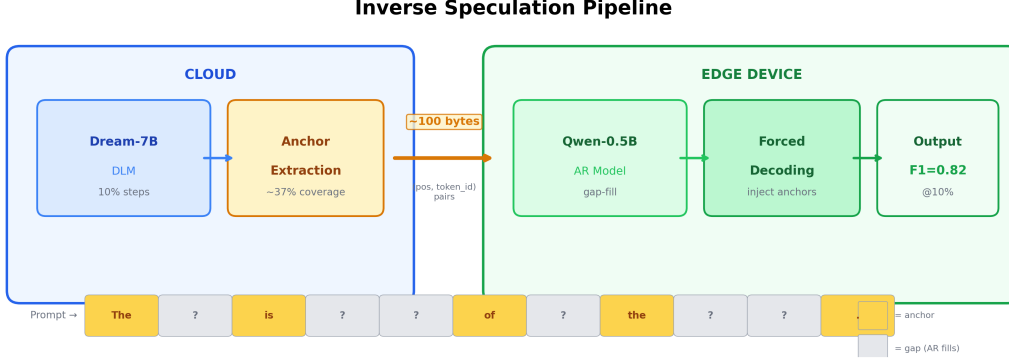 Inverse Speculation Pipeline
CLOUD
Dream-7B
DLM
10% steps
Anchor
Extraction
~37% coverage
~100 bytes
pos, token_id)
pairs
EDGE DEVICE
Qwen-0.5B
AR Model
gap-fill
Forced
Decoding
inject anchors
Output
F1=0.82
@10%
Prompt → The ? is ? ? of ? the ? ? .
= anchor
= gap (AR fills)